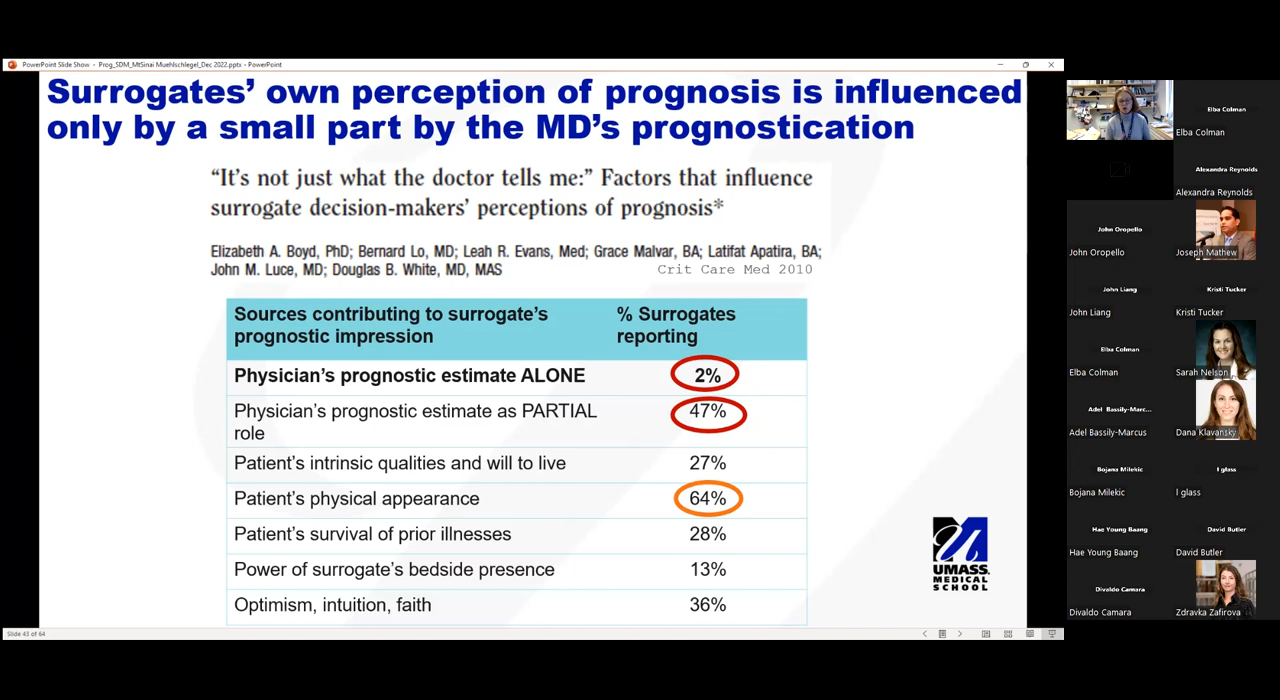 PowerPoint Slide Show - Prog_SDM_MtSinai Muehlschlegel_Dec 2022.pptx - PowerPoint
Surrogates’ own perception of prognosis is influenced
only by a small part by the MD’s prognostication
“It’s not just what the doctor tells me:” Factors that influence
surrogate decision-makers’ perceptions of prognosis*
Elizabeth A. Boyd, PhD; Bernard Lo, MD; Leah R. Evans, Med; Grace Malvar, BA; Latifat Apatira, BA;
John M. Luce, MD; Douglas B. White, MD, MAS
Crit Care Med 2010
Sources contributing to surrogate’s
prognostic impression
% Surrogates
reporting
Physician’s prognostic estimate ALONE
2%
Physician’s prognostic estimate as PARTIAL
role
47%
Patient’s intrinsic qualities and will to live
27%
Patient’s physical appearance
64%
Patient’s survival of prior illnesses
28%
Power of surrogate’s bedside presence
13%
Optimism, intuition, faith
36%
UMASS
MEDICAL
SCHOOL
Slide 43 of 64
Elba Colman
Elba Colman
Alexandra Reynolds
Alexandra Reynolds
John Oropello
John Oropello
Joseph Mathew
John Liang
John Liang
Kristi Tucker
Kristi Tucker
Elba Colman
Elba Colman
Sarah Nelson
Adel Bassily-Marc...
Adel Bassily-Marcus
Dana Klavansky
Bojana Milekic
Bojana Milekic
l glass
l glass
Hae Young Baang
Hae Young Baang
David Butler
David Butler
Divaldo Camara
Divaldo Camara
Zdravka Zafirova